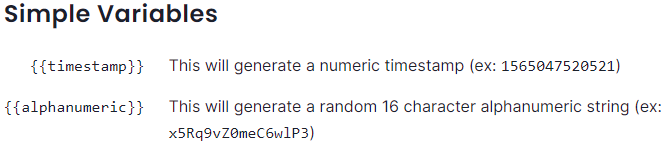 Simple Variables
{{timestamp}} This will generate a numeric timestamp (ex: 1565047520521)
{{alphanumeric}} This will generate a random 16 character alphanumeric string (ex:
x5Rq9vZ0meC6wlP3)